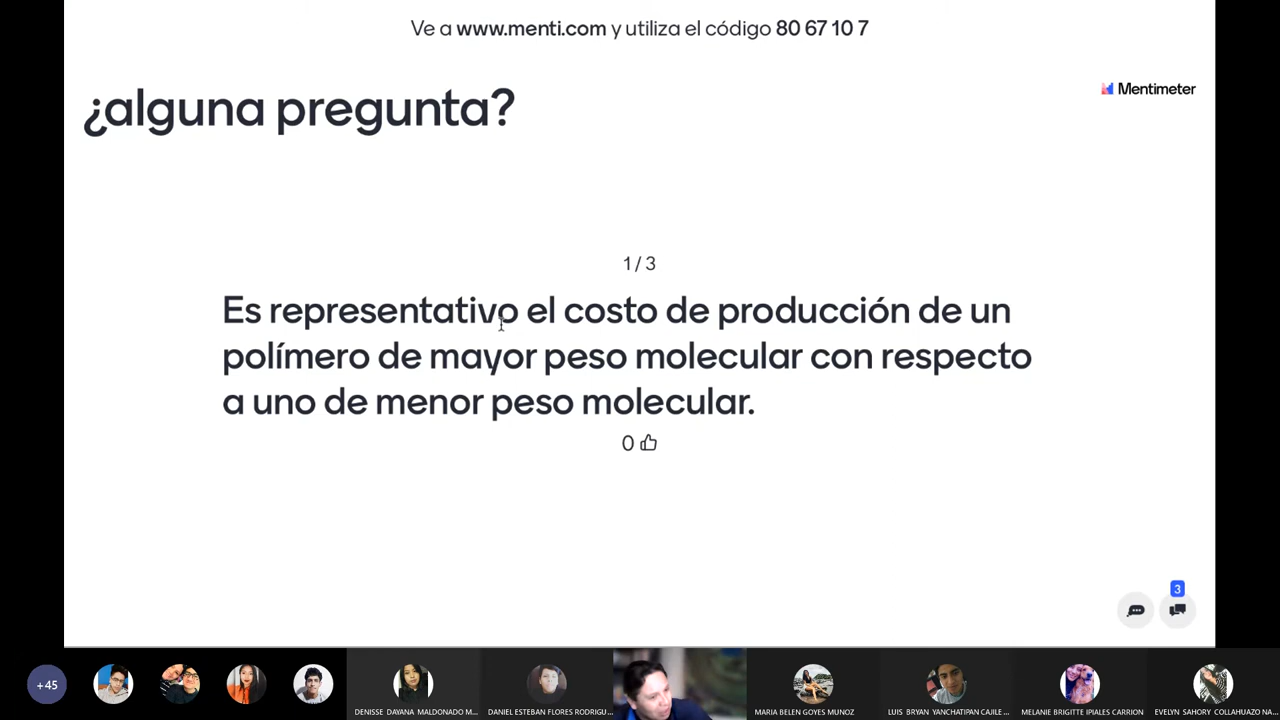 Ve a www.menti.com y utiliza el código 80 67 10 7
Mentimeter
¿alguna pregunta?
1 / 3
Es representativo el costo de producción de un
polímero de mayor peso molecular con respecto
a uno de menor peso molecular.
0
3
+45
DENISSE DAYANA MALDONADO M...
DANIEL ESTEBAN FLORES RODRIGU...
MARIA BELEN GOYES MUNOZ
LUIS BRYAN YANCHATIPAN CAJILE...
MELANIE BRIGITTE IPIALES CARRION
EVELYN SAHORY COLLAHUAZO NA...